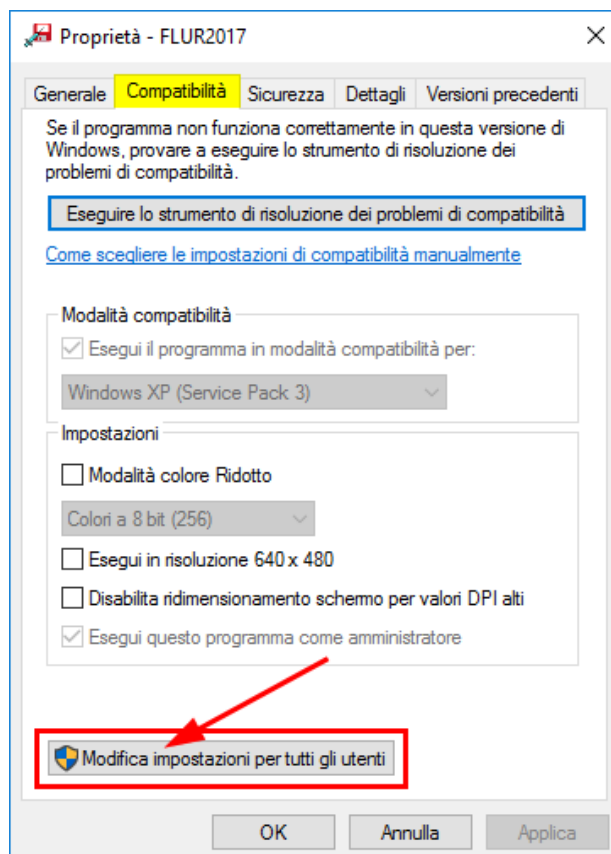 Proprietà - FLUR2017
Generale Compatibilità Sicurezza Dettagli Versioni precedenti
Se il programma non funziona correttamente in questa versione di
Windows, provare a eseguire lo strumento di risoluzione dei
problemi di compatibilità.
Eseguire lo strumento di risoluzione dei problemi di compatibilità
Come scegliere le impostazioni di compatibilità manualmente
Modalità compatibilità
Esegui il programma in modalità compatibilità per:
Windows XP (Service Pack 3)
Impostazioni
Modalità colore Ridotto
Colori a 8 bit (256)
Esegui in risoluzione 640 x 480
Disabilita ridimensionamento schermo per valori DPI alti
Esegui questo programma come amministratore
Modifica impostazioni per tutti gli utenti
OK Annulla Applica